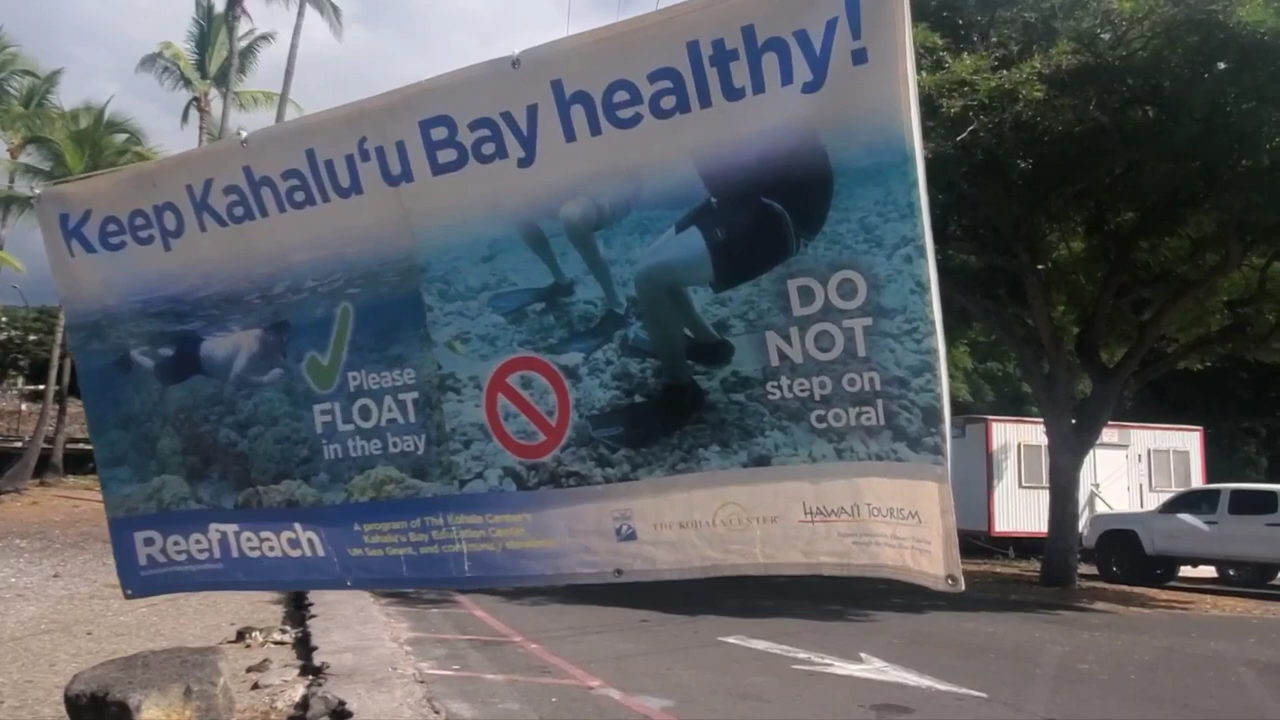 Keep Kahalu‘u Bay healthy!
Please
FLOAT
in the bay
DO
NOT
step on
coral
ReefTeach
A program of The Kohala Center's
Kahalu‘u Bay Education Center,
UH Sea Grant, and community
THE KOHALA CENTER
HAWAI‘I TOURISM